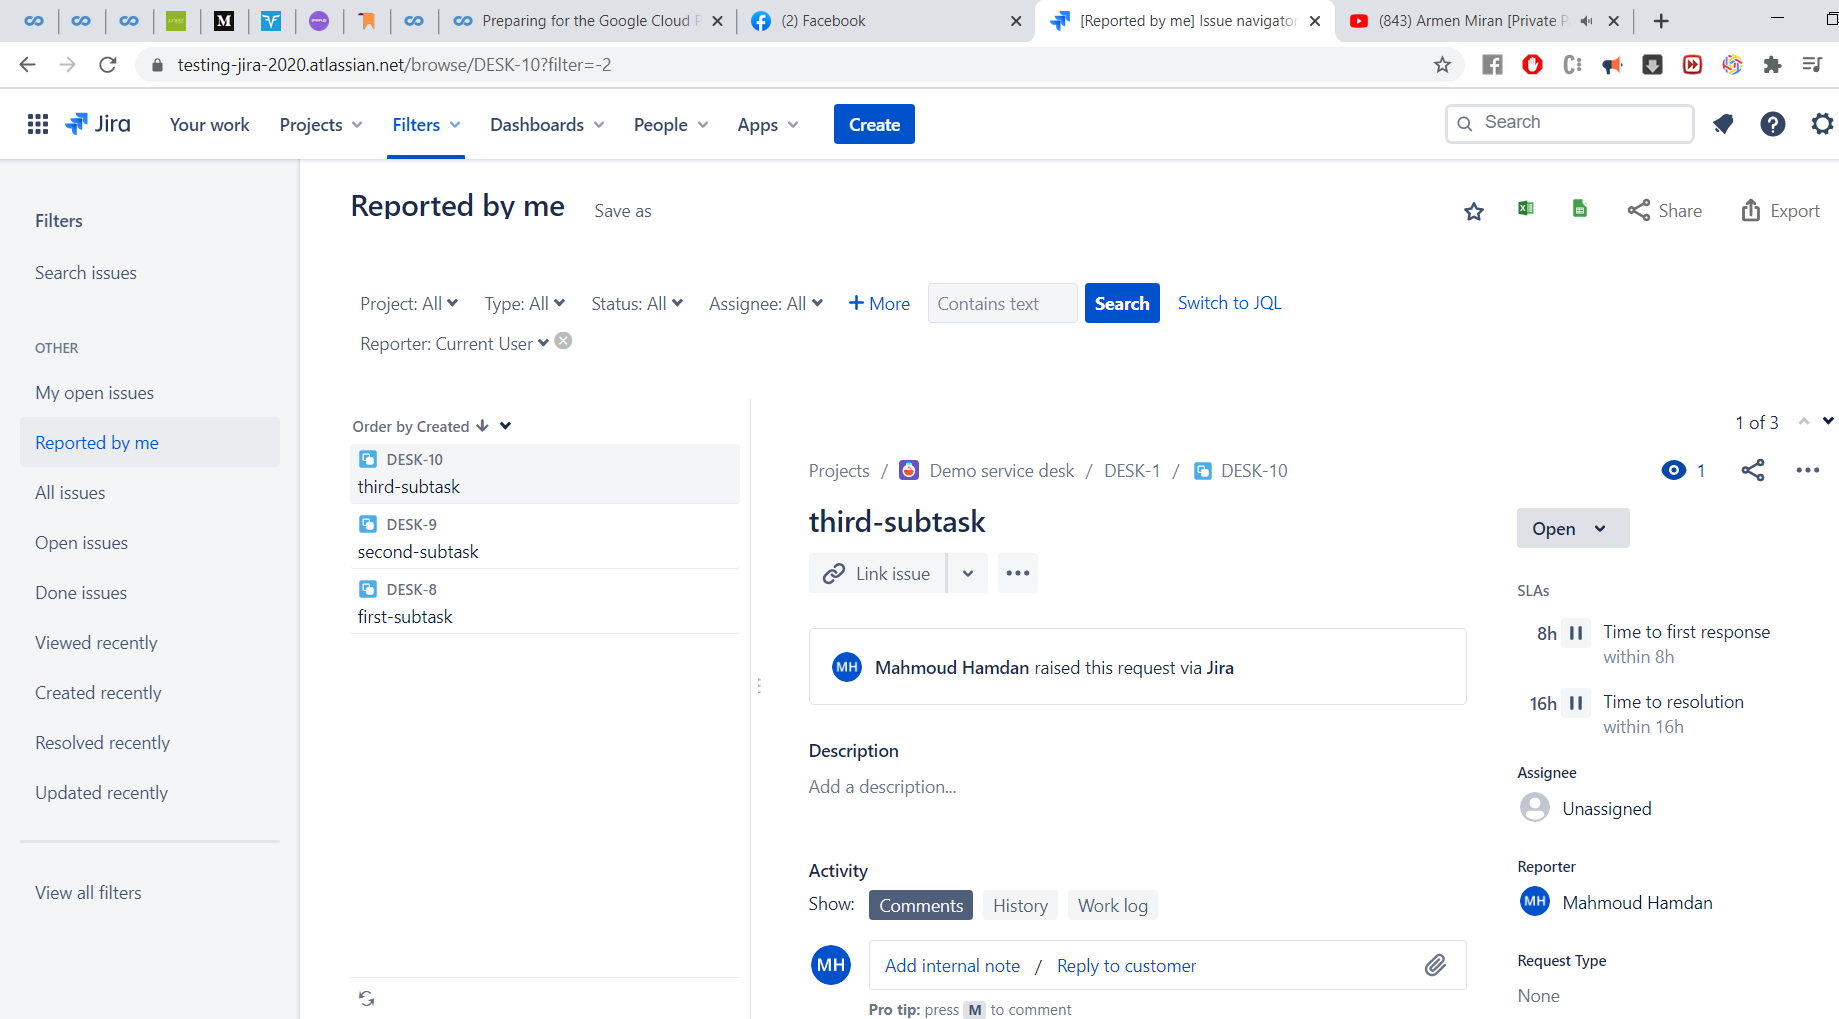 Preparing for the Google Cloud P
(2) Facebook
[Reported by me] Issue navigator
(843) Armen Miran [Private P
testing-jira-2020.atlassian.net/browse/DESK-10?filter=-2
Jira
Your work
Projects
Filters
Dashboards
People
Apps
Create
Search
Filters
Search issues
OTHER
My open issues
Reported by me
All issues
Open issues
Done issues
Viewed recently
Created recently
Resolved recently
Updated recently
View all filters
Reported by me
Save as
Share
Export
Project: All
Type: All
Status: All
Assignee: All
+ More
Contains text
Search
Switch to JQL
Reporter: Current User
Order by Created
DESK-10
third-subtask
DESK-9
second-subtask
DESK-8
first-subtask
1 of 3
Projects / Demo service desk / DESK-1 / DESK-10
1
third-subtask
Link issue
MH Mahmoud Hamdan raised this request via Jira
Description
Add a description...
Activity
Show: Comments History Work log
MH Add internal note / Reply to customer
Pro tip: press M to comment
Open
SLAs
8h Time to first response
within 8h
16h Time to resolution
within 16h
Assignee
Unassigned
Reporter
MH Mahmoud Hamdan
Request Type
None